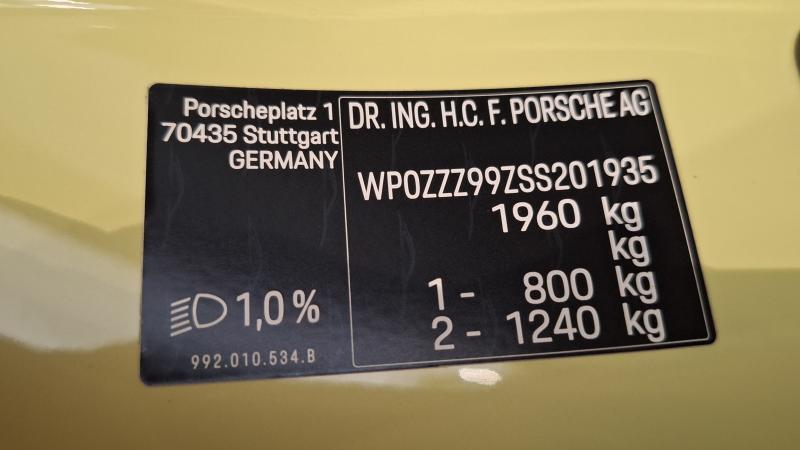 Porscheplatz 1
70435 Stuttgart
GERMANY
1,0%
992.010.534.B
DR. ING. H.C. F. PORSCHE AG
WP0ZZZ99ZSS201935
1960 kg
kg
1 - 800 kg
2 - 1240 kg